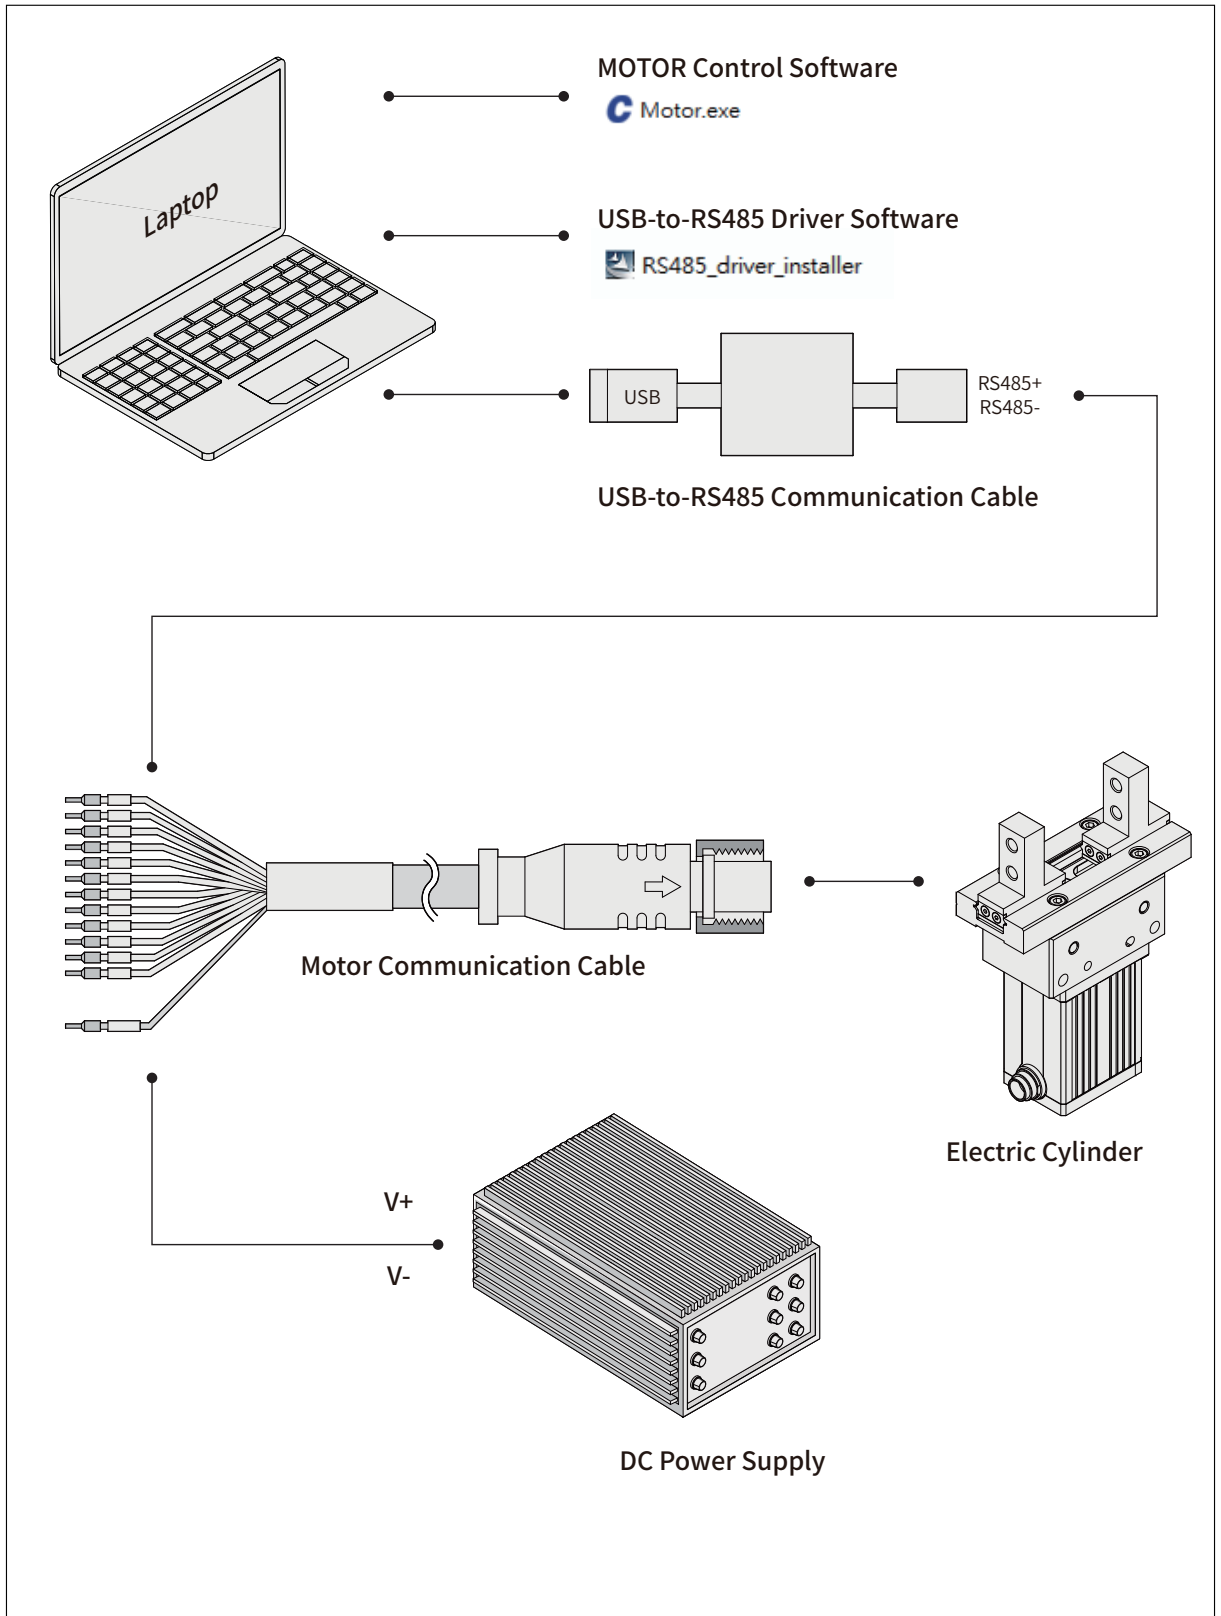 MOTOR Control Software
Motor.exe
Laptop
USB-to-RS485 Driver Software
RS485_driver_installer
USB
RS485+
RS485-
USB-to-RS485 Communication Cable
Motor Communication Cable
Electric Cylinder
V+
V-
DC Power Supply